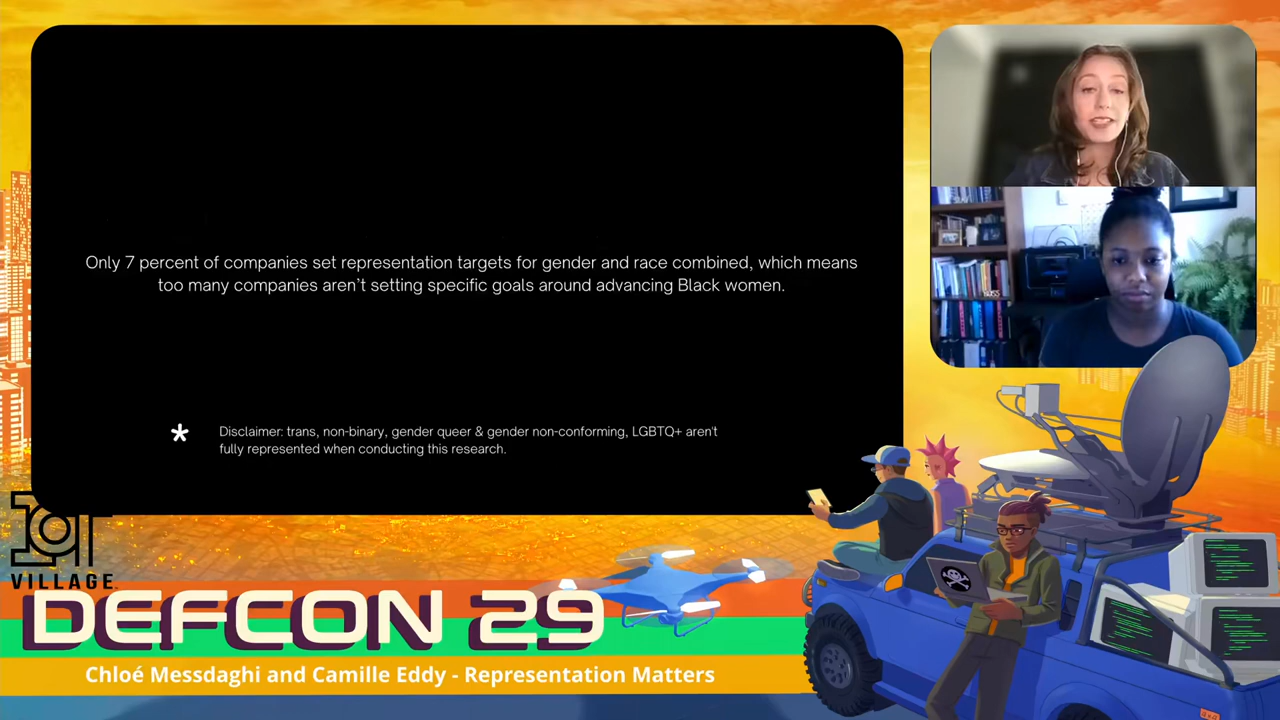 Only 7 percent of companies set representation targets for gender and race combined, which means
too many companies aren't setting specific goals around advancing Black women.
*
Disclaimer: trans, non-binary, gender queer & gender non-conforming, LGBTQ+ aren't
fully represented when conducting this research.
101
VILLAGE
DEFCON 29
Chloé Messdaghi and Camille Eddy - Representation Matters